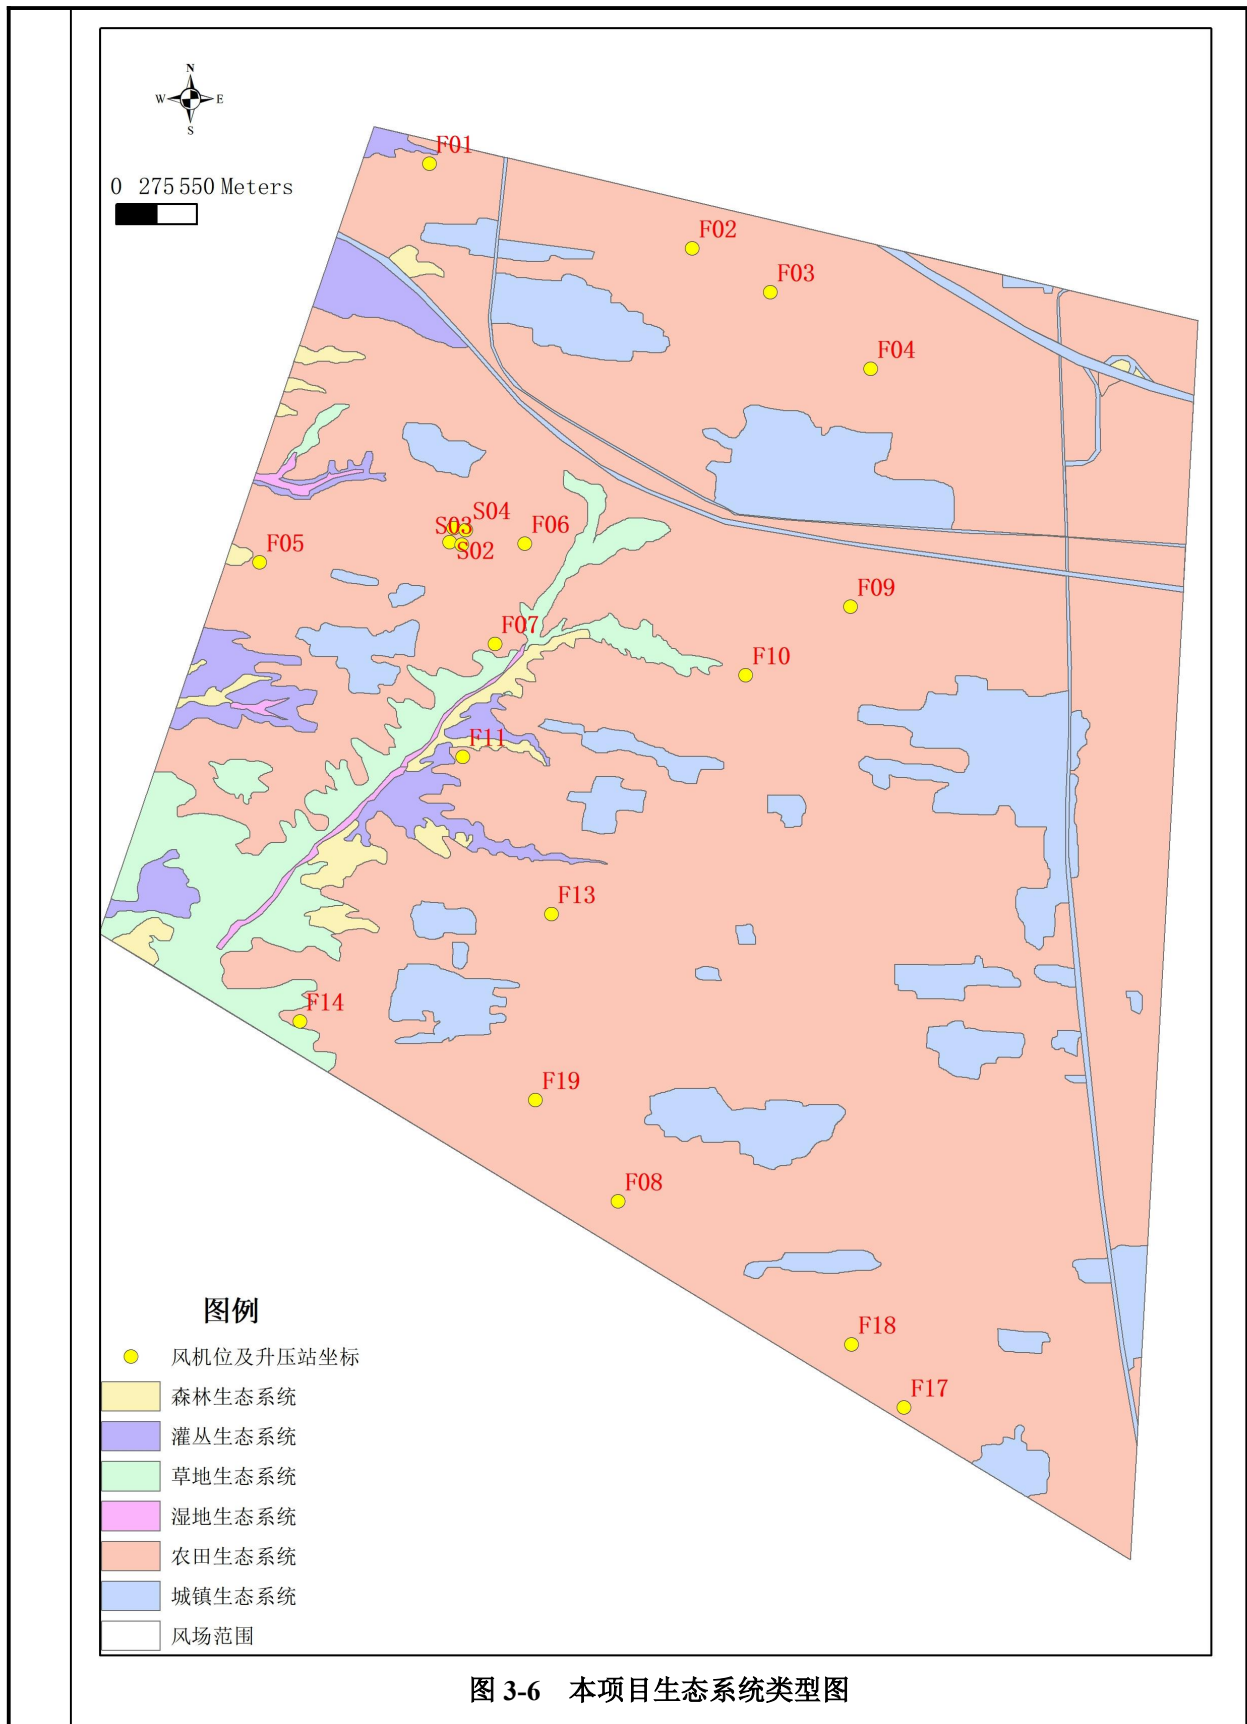 N
W E
S
0 275 550 Meters
F01
F02
F03
F04
S04
S03
F06
S02
F05
F09
F07
F10
F11
F13
F14
F19
F08
F18
F17
图例
风机位及升压站坐标
森林生态系统
灌丛生态系统
草地生态系统
湿地生态系统
农田生态系统
城镇生态系统
风场范围
图 3-6 本项目生态系统类型图